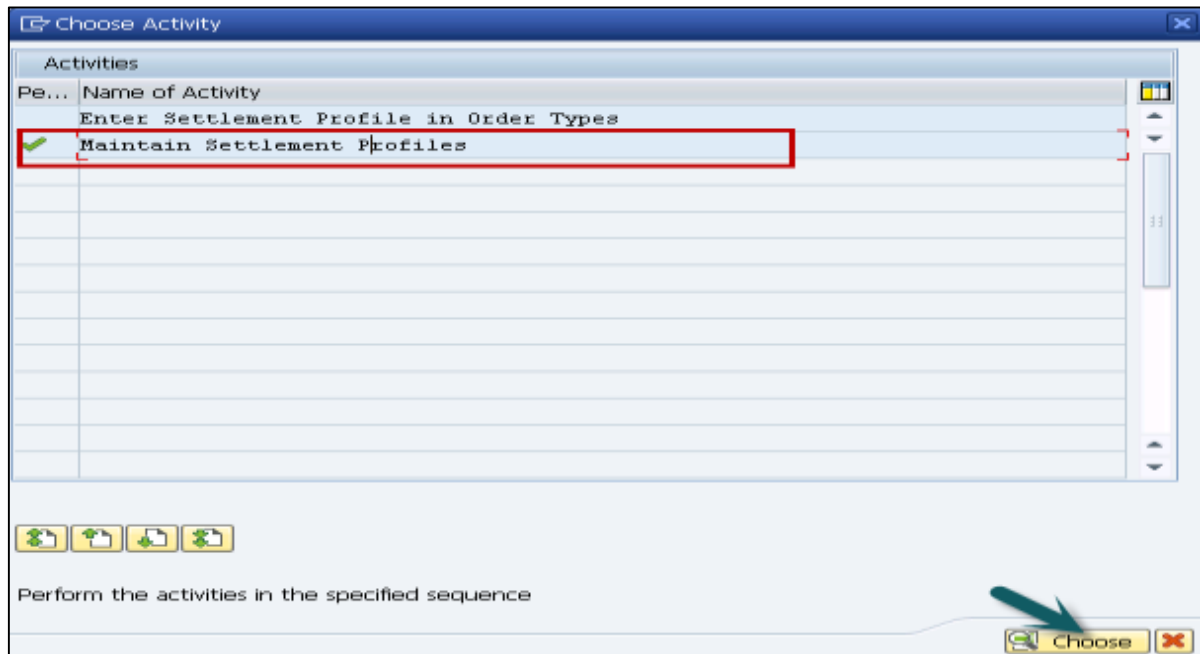 Choose Activity
Activities
Pe... Name of Activity
Enter Settlement Profile in Order Types
Maintain Settlement Profiles
Perform the activities in the specified sequence
Choose